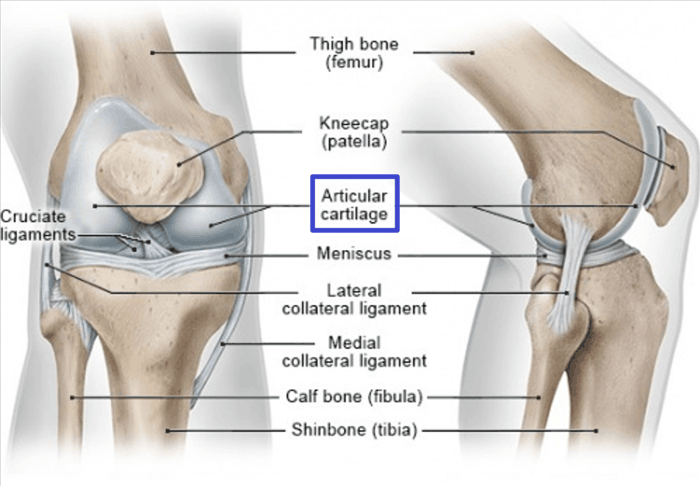 Thigh bone
(femur)
Kneecap
(patella)
Articular
cartilage
Cruciate
ligaments
Meniscus
Lateral
collateral ligament
Medial
collateral ligament
Calf bone (fibula)
Shinbone (tibia)